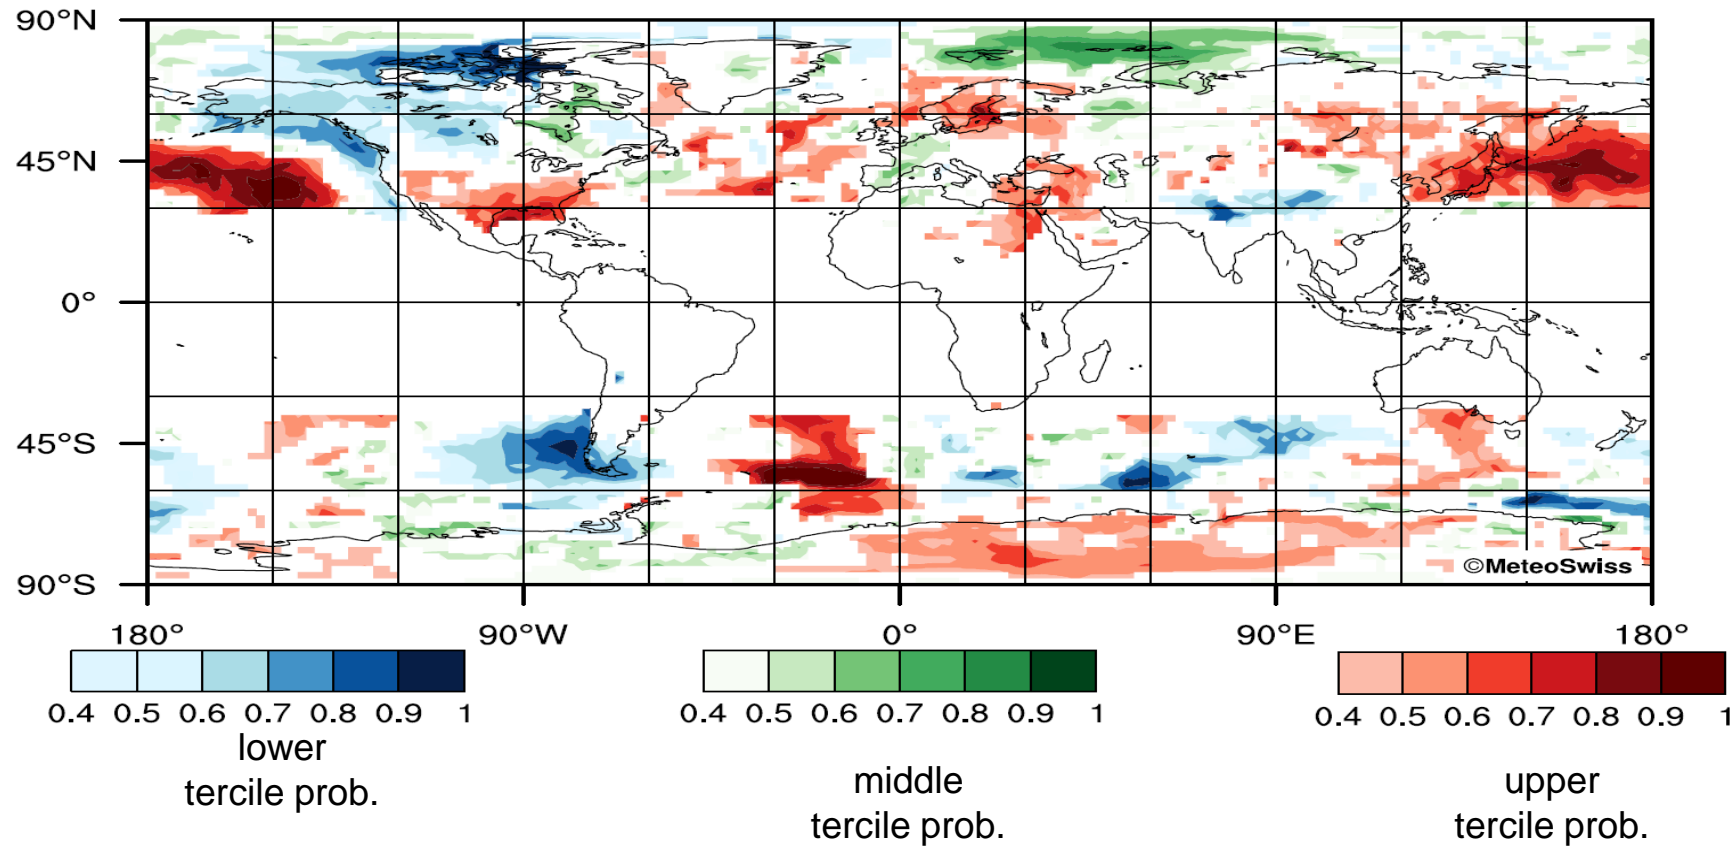 90°N
45°N
0°
45°S
90°S
©MeteoSwiss
180° 90°W 0° 90°E 180°
0.4 0.5 0.6 0.7 0.8 0.9 1
lower
tercile prob.
0.4 0.5 0.6 0.7 0.8 0.9 1
middle
tercile prob.
0.4 0.5 0.6 0.7 0.8 0.9 1
upper
tercile prob.